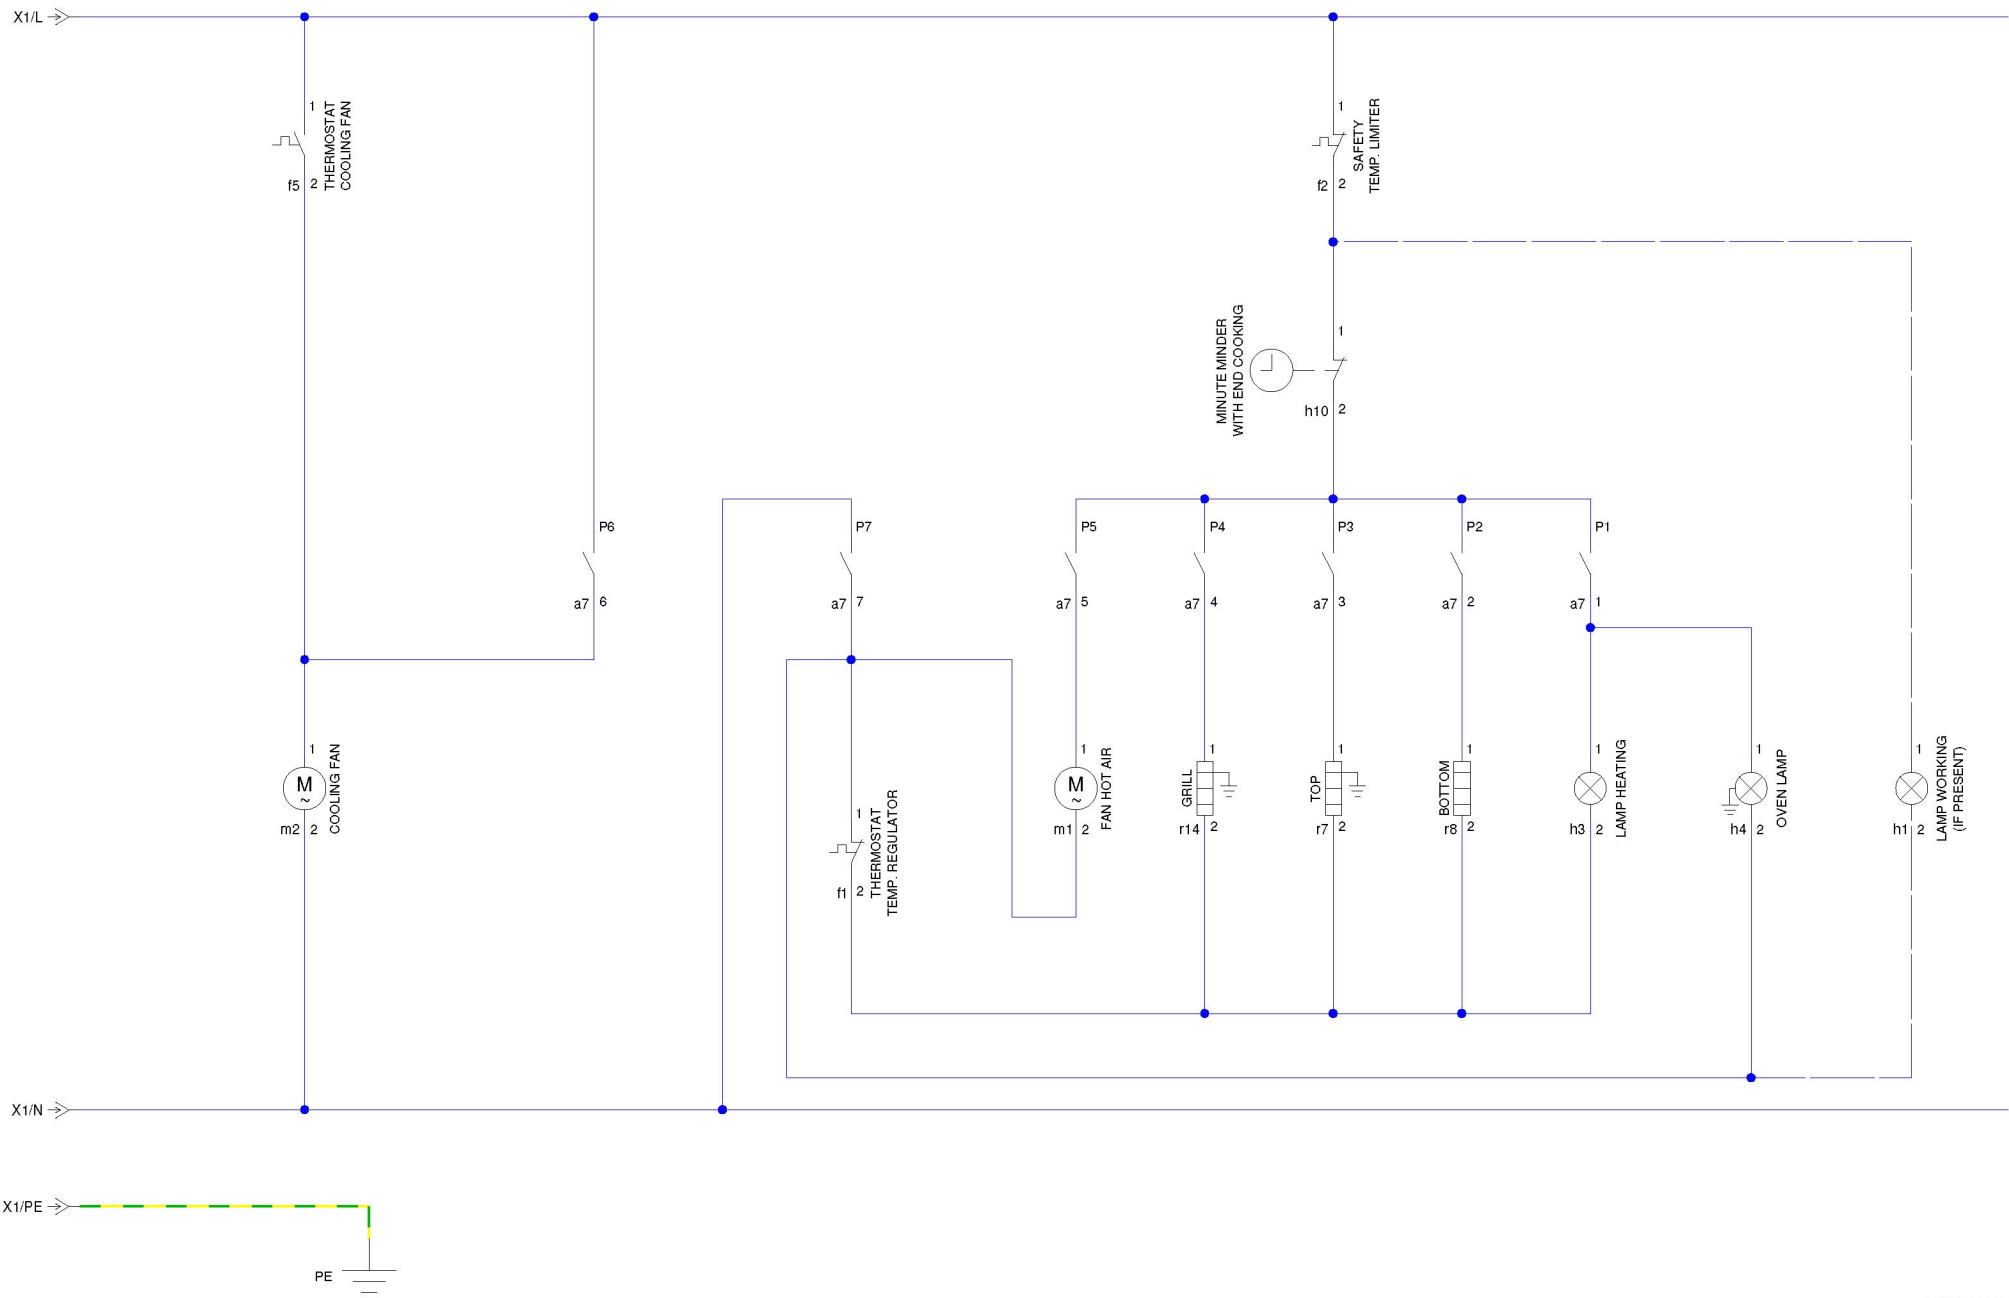 X1/L
1
THERMOSTAT
COOLING FAN
f5
2
1
SAFETY
TEMP. LIMITER
f2
2
MINUTE MINDER
WITH END COOKING
1
h10
2
P6
a7
6
P7
a7
7
P5
a7
5
P4
a7
4
P3
a7
3
P2
a7
2
P1
a7
1
1
M
~
COOLING FAN
m2
2
1
THERMOSTAT
TEMP. REGULATOR
f1
2
1
M
~
FAN HOT AIR
m1
2
1
GRILL
r14
2
1
TOP
r7
2
1
BOTTOM
r8
2
1
LAMP HEATING
h3
2
1
OVEN LAMP
h4
2
1
LAMP WORKING
(IF PRESENT)
h1
2
X1/N
X1/PE
PE